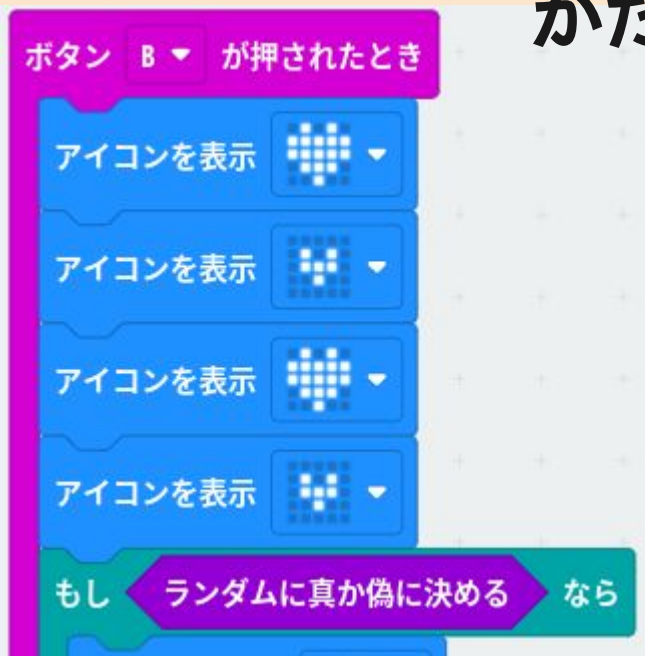 かた
ボタン B が押されたとき
アイコンを表示
アイコンを表示
アイコンを表示
アイコンを表示
もし ランダムに真か偽に決める なら